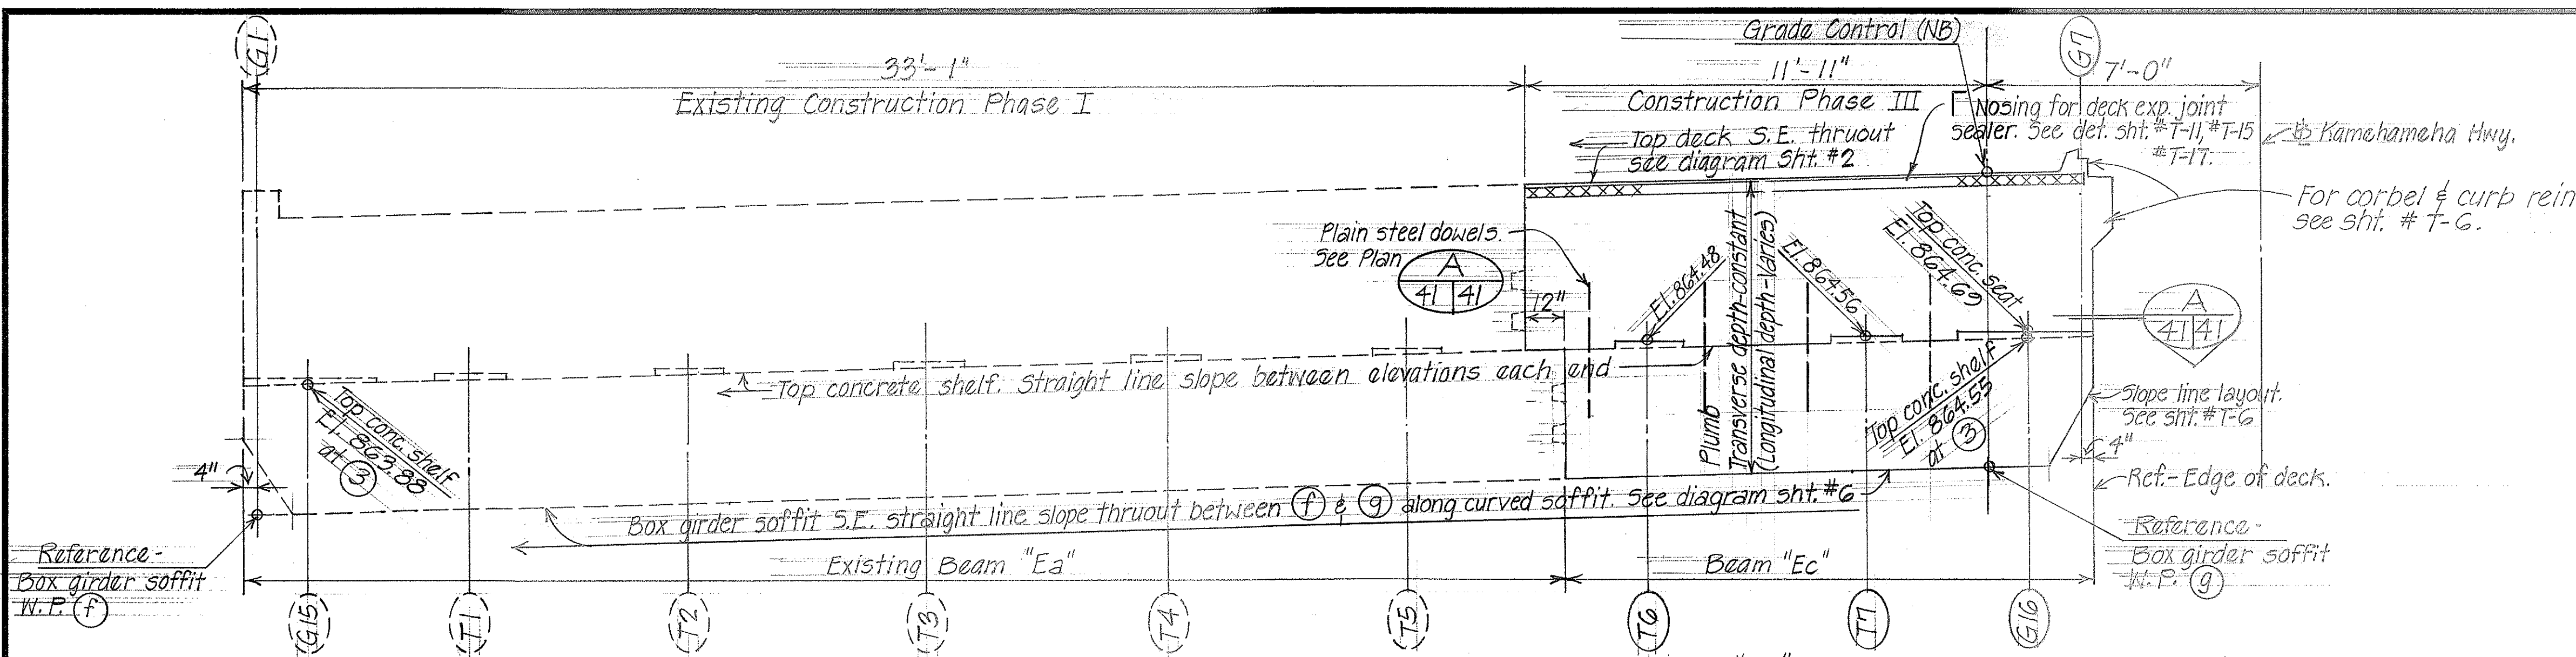 G1
Grade Control (NB)
G7
33'-1"
11'-11"
7'-0"
Existing Construction Phase I
Construction Phase III
Nosing for deck exp. joint
sealer. See det. sht. #T-11, #T-15
#T-17.
Top deck S.E. thruout
see diagram Sht. #2
Kamehameha Hwy.
For corbel & curb rein
see sht. # T-6.
Plain steel dowels.
See Plan
A
41 41
12"
El. 864.48
Transverse depth-constant
(Longitudinal depth-varies)
Plumb
El. 864.56
Top conc. seat
El. 864.69
A
41 41
Top concrete shelf. Straight line slope between elevations each end
Top conc. shelf
El. 863.88
at 3
Top conc. shelf
El. 864.55
at 3
Slope line layout.
See sht. # T-6
4"
4"
Ref.- Edge of deck.
Box girder soffit S.E. straight line slope thruout between f & g along curved soffit. See diagram sht. #6
Reference-
Box girder soffit
W.P. f
Existing Beam "Ea"
Beam "Ec"
Reference-
Box girder soffit
W.P. g
G15
T1
T2
T3
T4
T5
T6
T7
G16